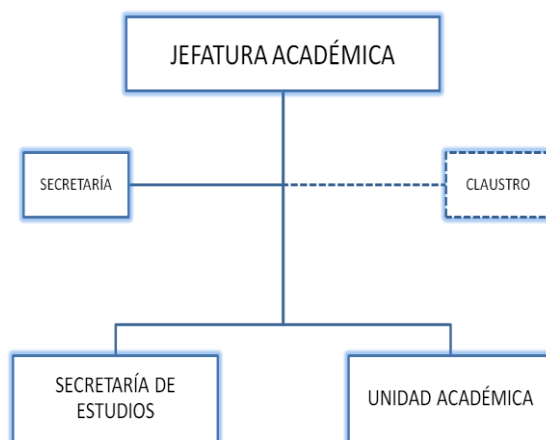 JEFATURA ACADÉMICA
SECRETARÍA
CLAUSTRO
SECRETARÍA DE
ESTUDIOS
UNIDAD ACADÉMICA